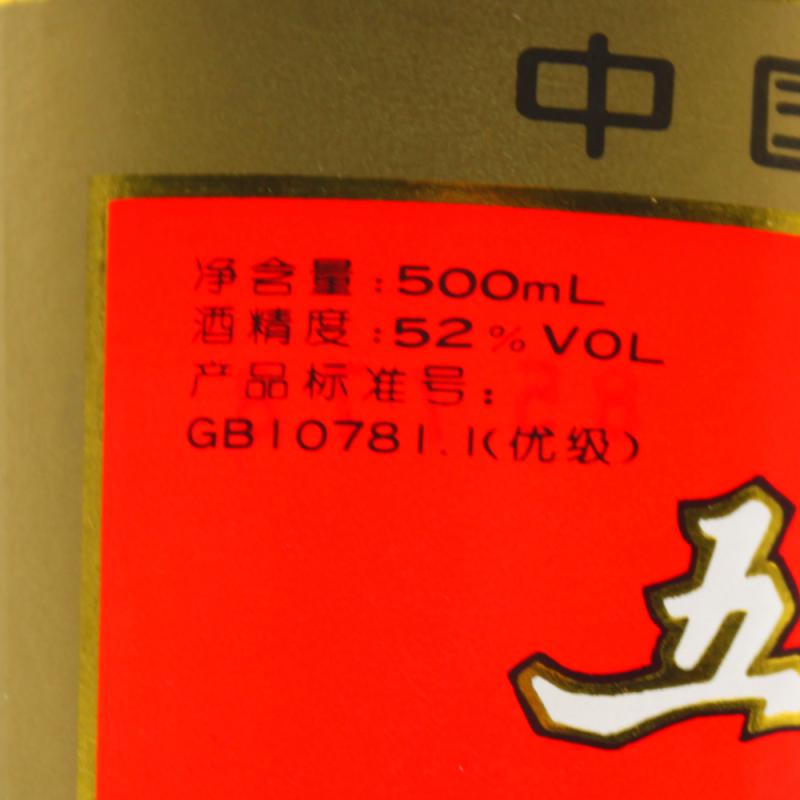 中国
净含量:500mL
酒精度:52%VOL
产品标准号:
GB10781.1(优级)
五